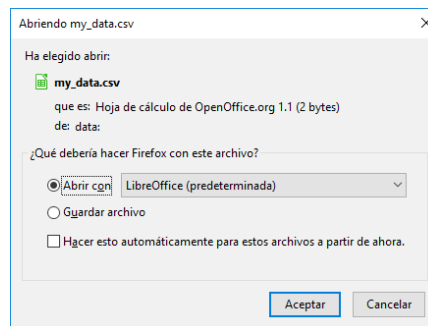 Abriendo my_data.csv
Ha elegido abrir:
my_data.csv
que es: Hoja de cálculo de OpenOffice.org 1.1 (2 bytes)
de: data:
¿Qué debería hacer Firefox con este archivo?
Abrir con LibreOffice (predeterminada)
Guardar archivo
Hacer esto automáticamente para estos archivos a partir de ahora.
Aceptar Cancelar